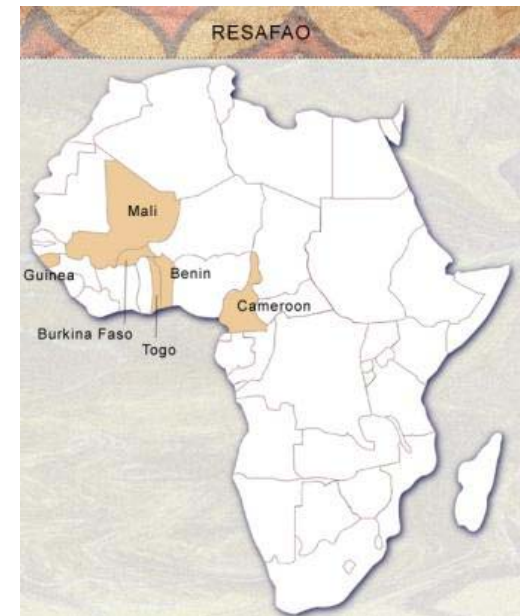 RESAFAO
Mali
Guinea
Benin
Cameroon
Burkina Faso
Togo